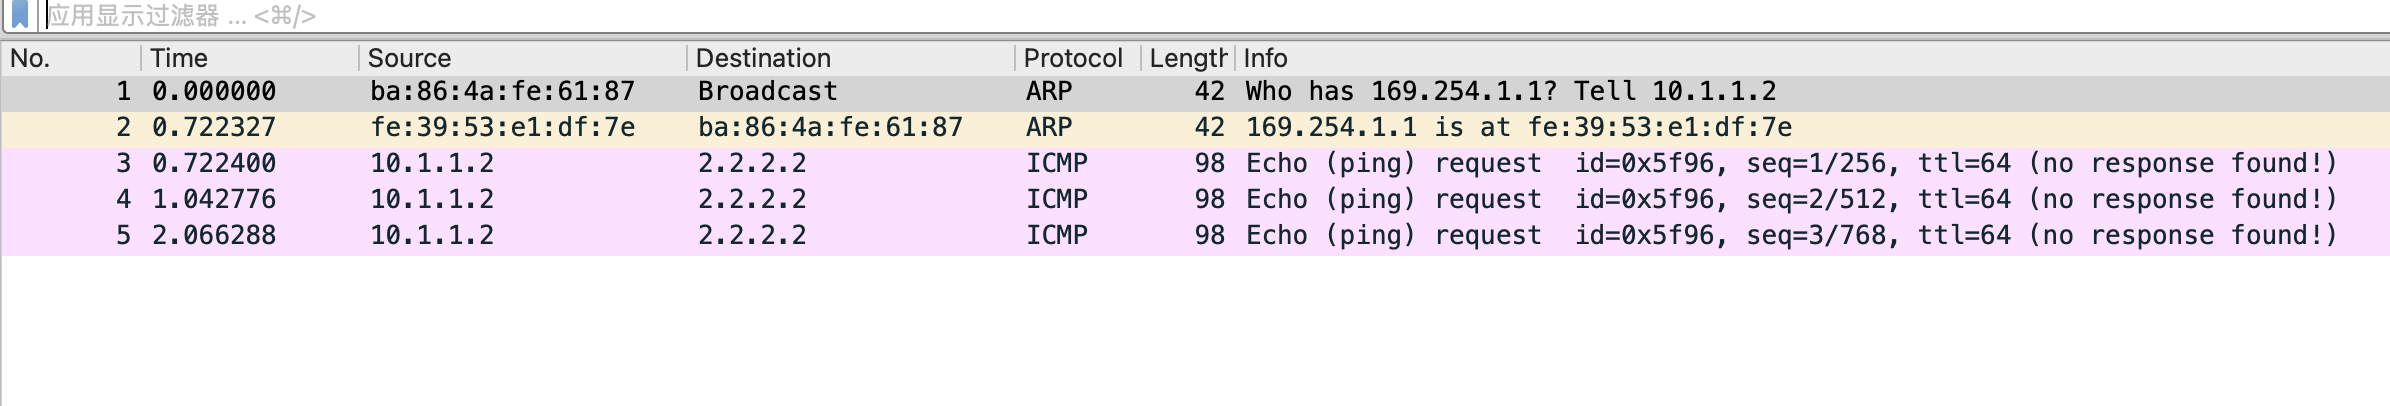 应用显示过滤器 … <⌘/>
No. Time Source Destination Protocol Length Info
1 0.000000 ba:86:4a:fe:61:87 Broadcast ARP 42 Who has 169.254.1.1? Tell 10.1.1.2
2 0.722327 fe:39:53:e1:df:7e ba:86:4a:fe:61:87 ARP 42 169.254.1.1 is at fe:39:53:e1:df:7e
3 0.722400 10.1.1.2 2.2.2.2 ICMP 98 Echo (ping) request id=0x5f96, seq=1/256, ttl=64 (no response found!)
4 1.042776 10.1.1.2 2.2.2.2 ICMP 98 Echo (ping) request id=0x5f96, seq=2/512, ttl=64 (no response found!)
5 2.066288 10.1.1.2 2.2.2.2 ICMP 98 Echo (ping) request id=0x5f96, seq=3/768, ttl=64 (no response found!)